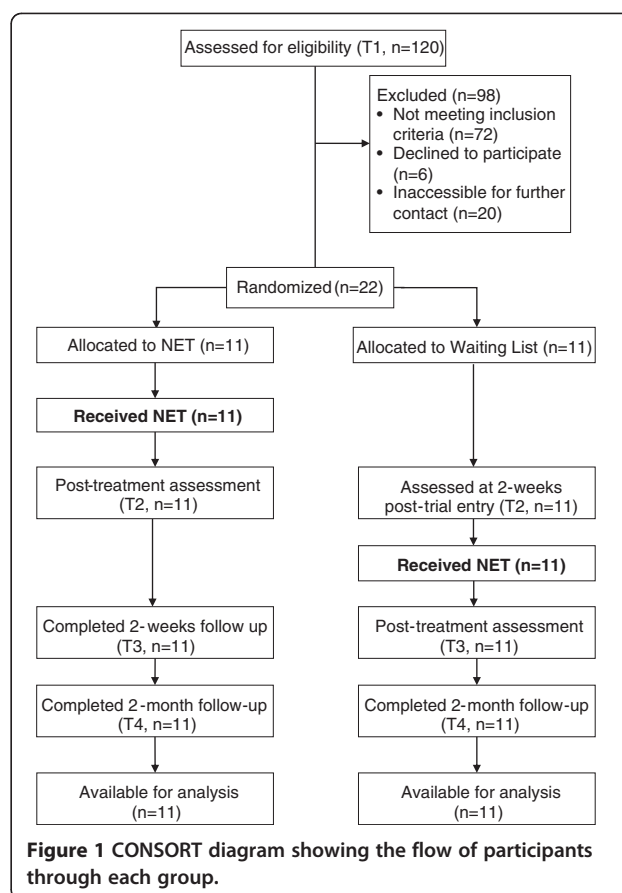 Assessed for eligibility (T1, n=120)
Excluded (n=98)
• Not meeting inclusion
criteria (n=72)
• Declined to participate
(n=6)
• Inaccessible for further
contact (n=20)
Randomized (n=22)
Allocated to NET (n=11)
Received NET (n=11)
Post-treatment assessment
(T2, n=11)
Completed 2-weeks follow up
(T3, n=11)
Completed 2-month follow-up
(T4, n=11)
Available for analysis
(n=11)
Allocated to Waiting List (n=11)
Assessed at 2-weeks
post-trial entry (T2, n=11)
Received NET (n=11)
Post-treatment assessment
(T3, n=11)
Completed 2-month follow-up
(T4, n=11)
Available for analysis
(n=11)
Figure 1 CONSORT diagram showing the flow of participants
through each group.